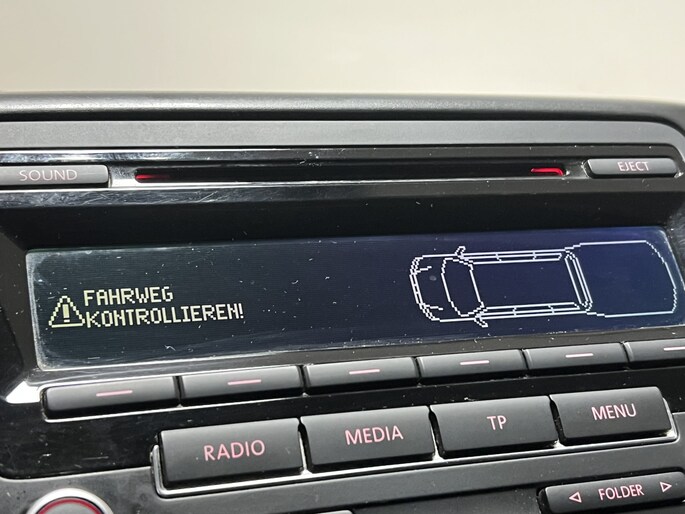 SOUND
EJECT
FAHRWEG
KONTROLLIEREN!
RADIO
MEDIA
TP
MENU
FOLDER